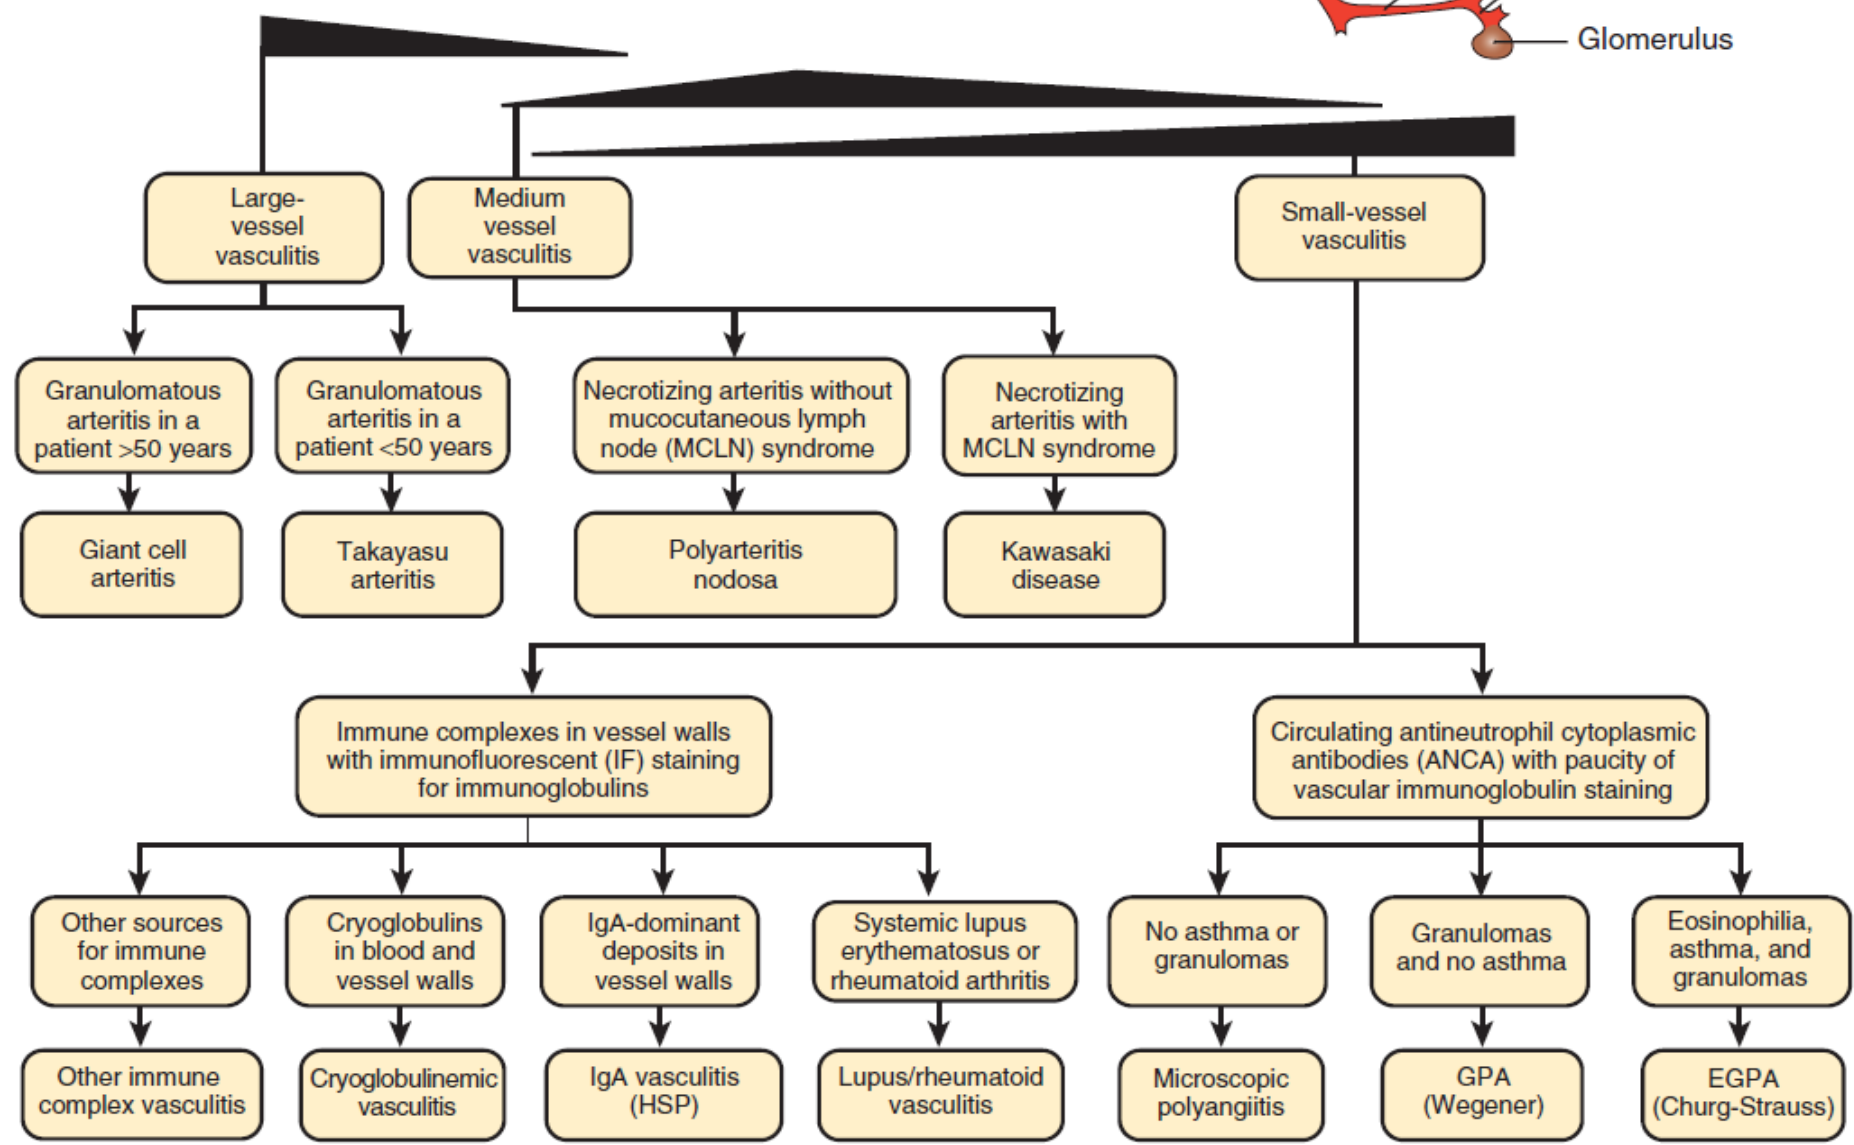 Glomerulus
Large-
vessel
vasculitis
Medium
vessel
vasculitis
Small-vessel
vasculitis
Granulomatous
arteritis in a
patient >50 years
Granulomatous
arteritis in a
patient <50 years
Necrotizing arteritis without
mucocutaneous lymph
node (MCLN) syndrome
Necrotizing
arteritis with
MCLN syndrome
Giant cell
arteritis
Takayasu
arteritis
Polyarteritis
nodosa
Kawasaki
disease
Immune complexes in vessel walls
with immunofluorescent (IF) staining
for immunoglobulins
Circulating antineutrophil cytoplasmic
antibodies (ANCA) with paucity of
vascular immunoglobulin staining
Other sources
for immune
complexes
Cryoglobulins
in blood and
vessel walls
IgA-dominant
deposits in
vessel walls
Systemic lupus
erythematosus or
rheumatoid arthritis
No asthma or
granulomas
Granulomas
and no asthma
Eosinophilia,
asthma, and
granulomas
Other immune
complex vasculitis
Cryoglobulinemic
vasculitis
IgA vasculitis
(HSP)
Lupus/rheumatoid
vasculitis
Microscopic
polyangiitis
GPA
(Wegener)
EGPA
(Churg-Strauss)